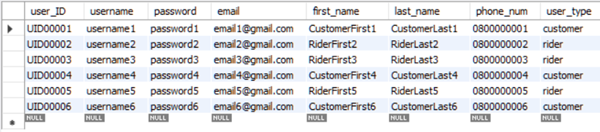 user_ID username password email first_name last_name phone_num user_type
UID00001 username1 password1 email1@gmail.com CustomerFirst1 CustomerLast1 0800000001 customer
UID00002 username2 password2 email2@gmail.com RiderFirst2 RiderLast2 0800000002 rider
UID00003 username3 password3 email3@gmail.com RiderFirst3 RiderLast3 0800000003 rider
UID00004 username4 password4 email4@gmail.com CustomerFirst4 CustomerLast4 0800000004 customer
UID00005 username5 password5 email5@gmail.com RiderFirst5 RiderLast5 0800000005 rider
UID00006 username6 password6 email6@gmail.com CustomerFirst6 CustomerLast6 0800000006 customer
NULL NULL NULL NULL NULL NULL NULL NULL